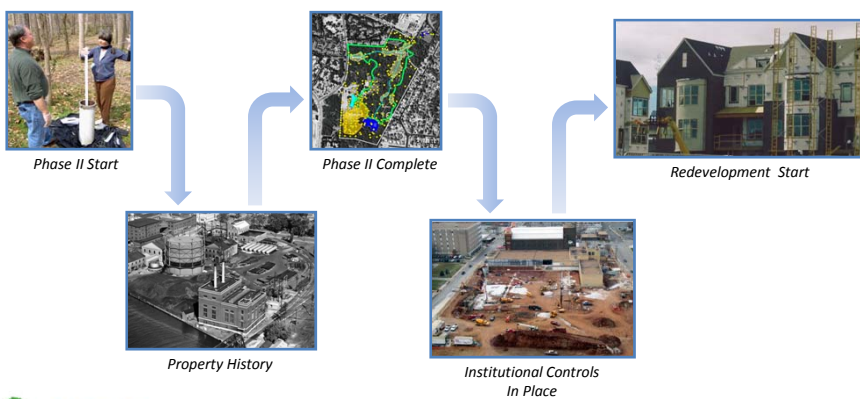 Phase II Start
Property History
Phase II Complete
Institutional Controls
In Place
Redevelopment Start